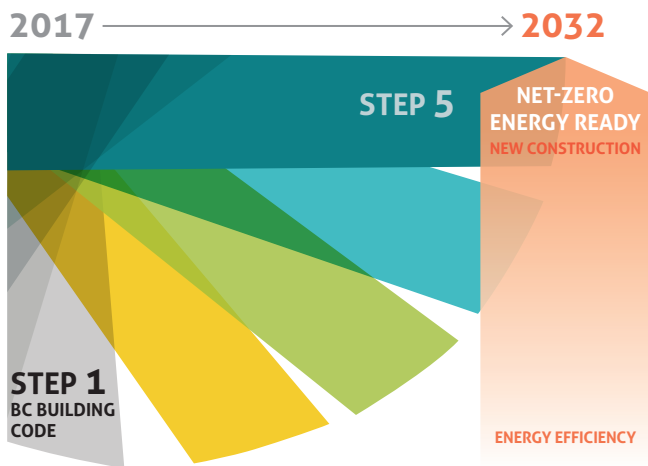 2017
2032
STEP 5
NET-ZERO
ENERGY READY
NEW CONSTRUCTION
STEP 1
BC BUILDING
CODE
ENERGY EFFICIENCY